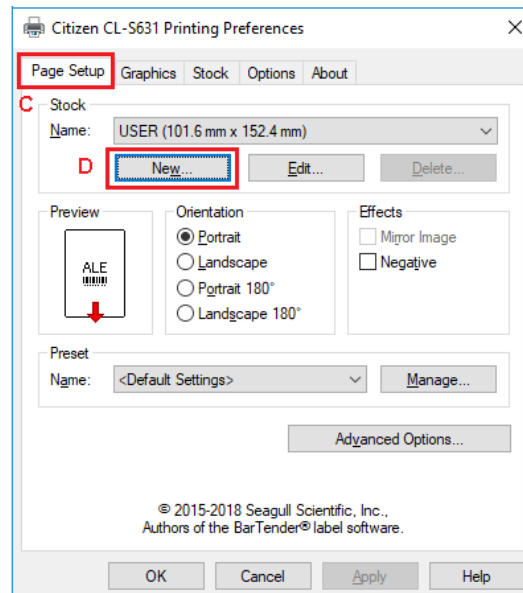 Citizen CL-S631 Printing Preferences
Page Setup Graphics Stock Options About
C Stock
Name: USER (101.6 mm x 152.4 mm)
D New... Edit... Delete...
Preview Orientation Effects
Portrait Mirror Image
ALE Landscape Negative
Portrait 180°
Landscape 180°
Preset
Name: <Default Settings> Manage...
Advanced Options...
© 2015-2018 Seagull Scientific, Inc.,
Authors of the BarTender® label software.
OK Cancel Apply Help